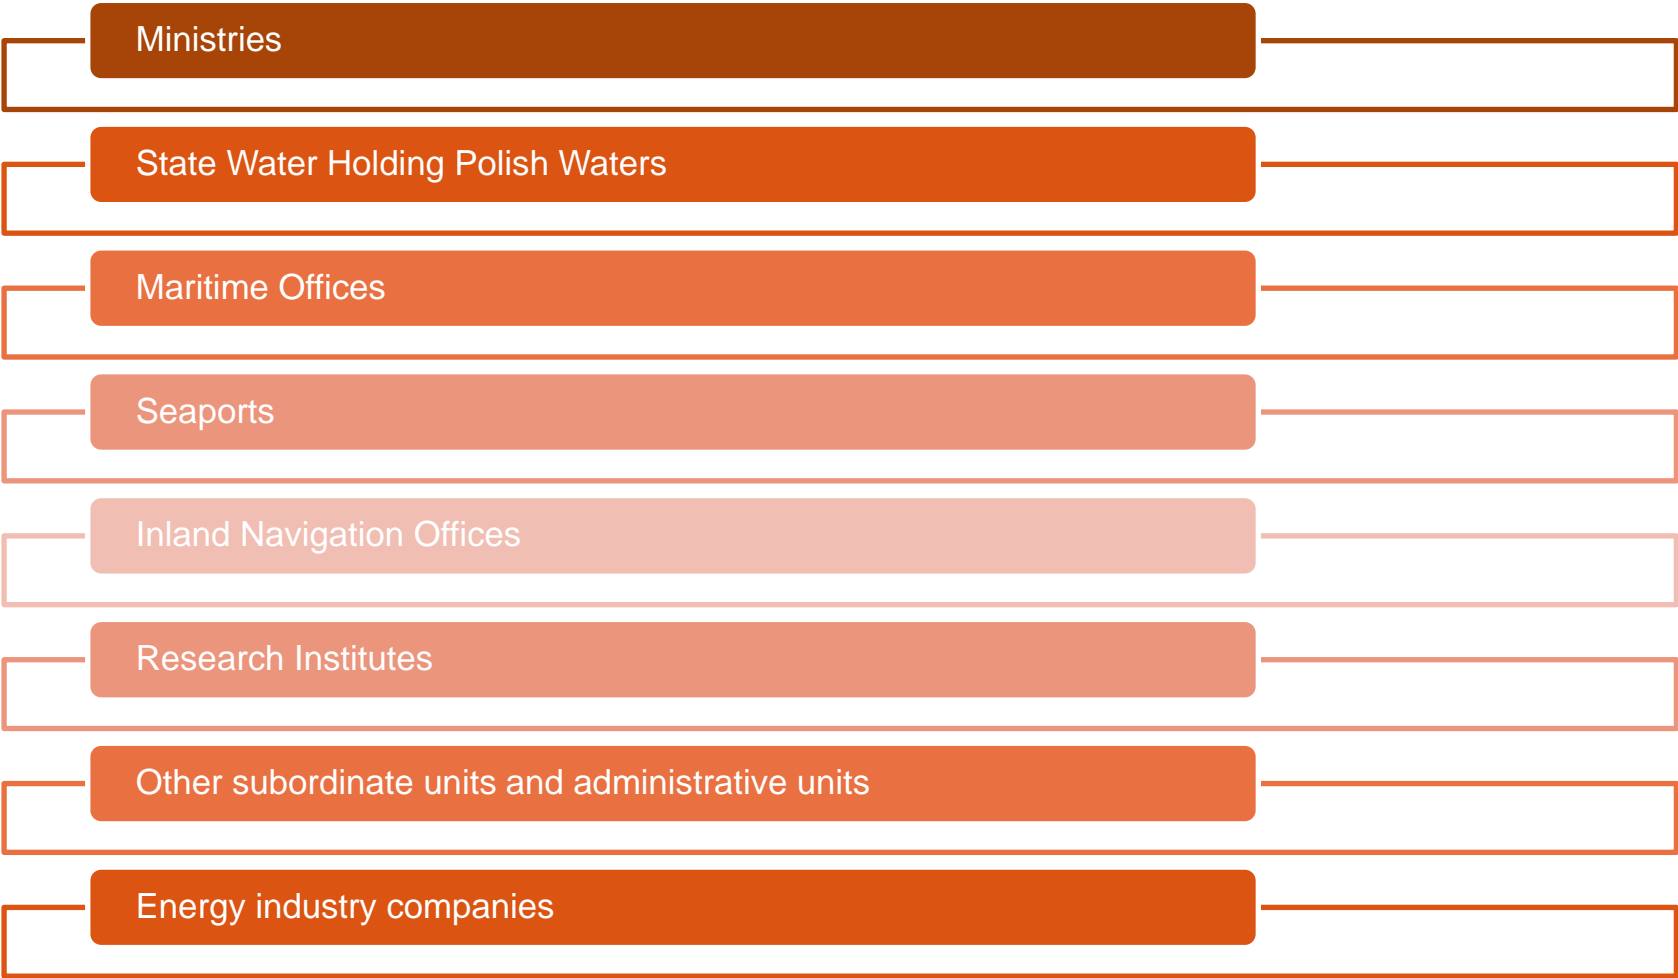 Ministries
State Water Holding Polish Waters
Maritime Offices
Seaports
Inland Navigation Offices
Research Institutes
Other subordinate units and administrative units
Energy industry companies